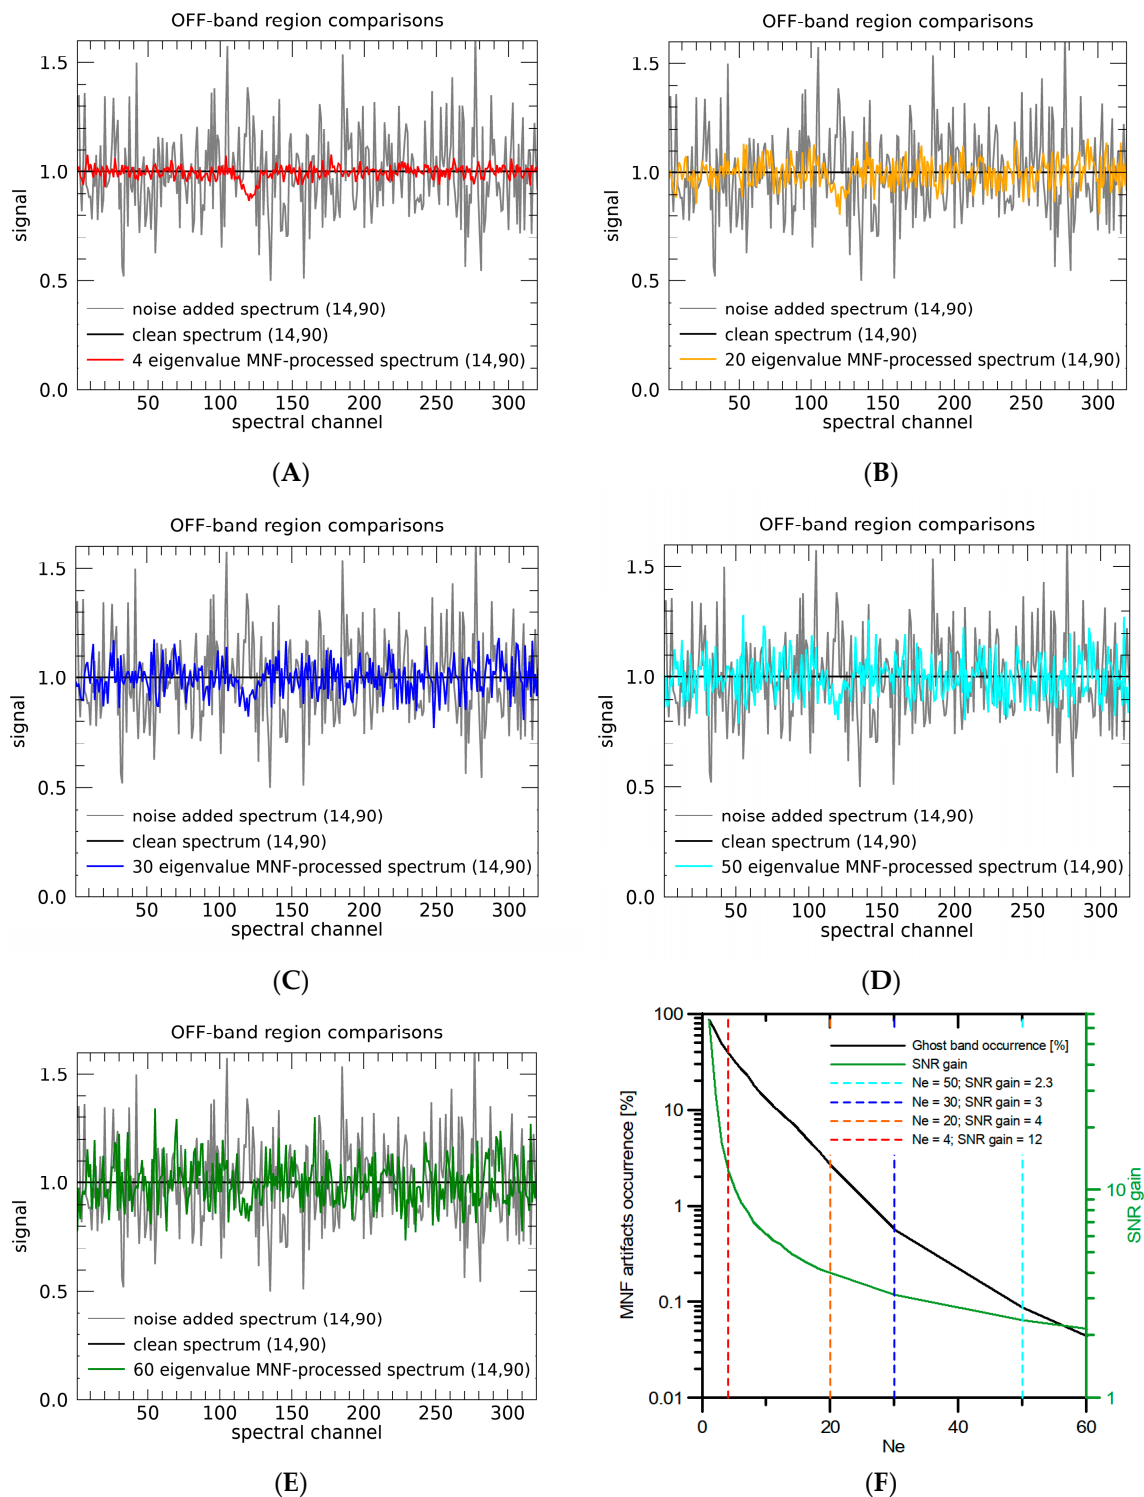 OFF-band region comparisons
1.5
1.0
0.5
0.0
signal
noise added spectrum (14,90)
clean spectrum (14,90)
4 eigenvalue MNF-processed spectrum (14,90)
50 100 150 200 250 300
spectral channel
(A)
OFF-band region comparisons
1.5
1.0
0.5
0.0
signal
noise added spectrum (14,90)
clean spectrum (14,90)
20 eigenvalue MNF-processed spectrum (14,90)
50 100 150 200 250 300
spectral channel
(B)
OFF-band region comparisons
1.5
1.0
0.5
0.0
signal
noise added spectrum (14,90)
clean spectrum (14,90)
30 eigenvalue MNF-processed spectrum (14,90)
50 100 150 200 250 300
spectral channel
(C)
OFF-band region comparisons
1.5
1.0
0.5
0.0
signal
noise added spectrum (14,90)
clean spectrum (14,90)
50 eigenvalue MNF-processed spectrum (14,90)
50 100 150 200 250 300
spectral channel
(D)
OFF-band region comparisons
1.5
1.0
0.5
0.0
signal
noise added spectrum (14,90)
clean spectrum (14,90)
60 eigenvalue MNF-processed spectrum (14,90)
50 100 150 200 250 300
spectral channel
(E)
100
10
1
0.1
0.01
MNF artifacts occurrence [%]
Ghost band occurrence [%]
SNR gain
Ne = 50; SNR gain = 2.3
Ne = 30; SNR gain = 3
Ne = 20; SNR gain = 4
Ne = 4; SNR gain = 12
10
1
SNR gain
0 20 40 60
Ne
(F)